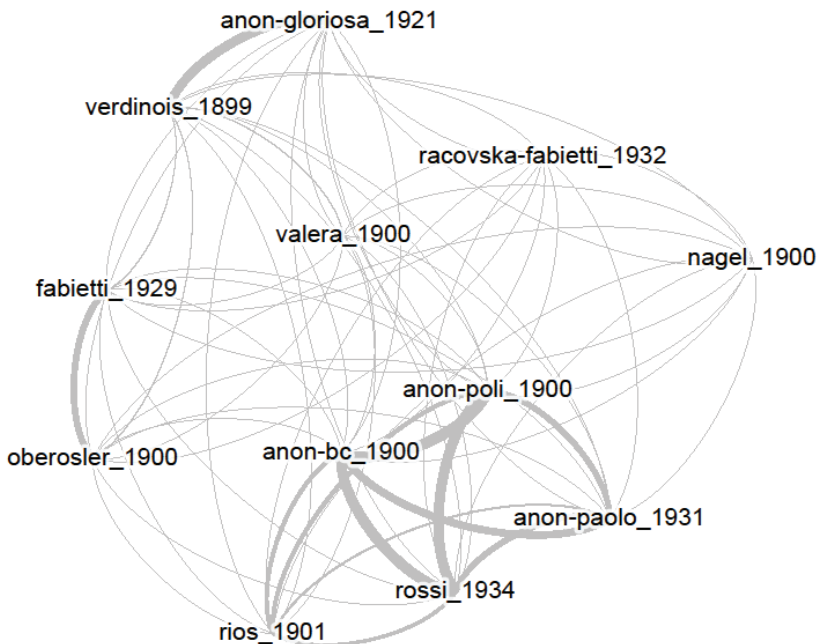 anon-gloriosa_1921
verdinois_1899
racovska-fabietti_1932
valera_1900
nagel_1900
fabietti_1929
anon-poli_1900
anon-bc_1900
oberosler_1900
anon-paolo_1931
rossi_1934
rios_1901